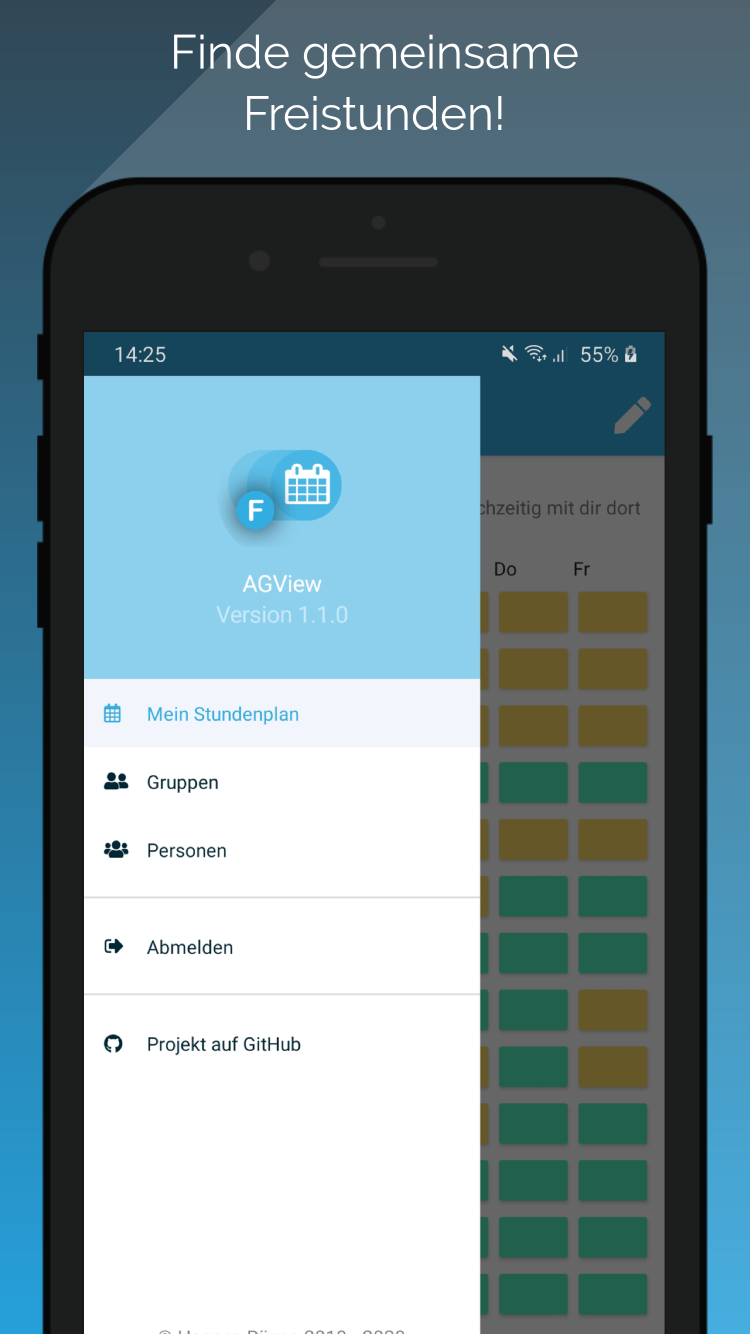 Finde gemeinsame
Freistunden!
14:25
55%
F
AGView
Version 1.1.0
chzeitig mit dir dort
Do Fr
Mein Stundenplan
Gruppen
Personen
Abmelden
Projekt auf GitHub